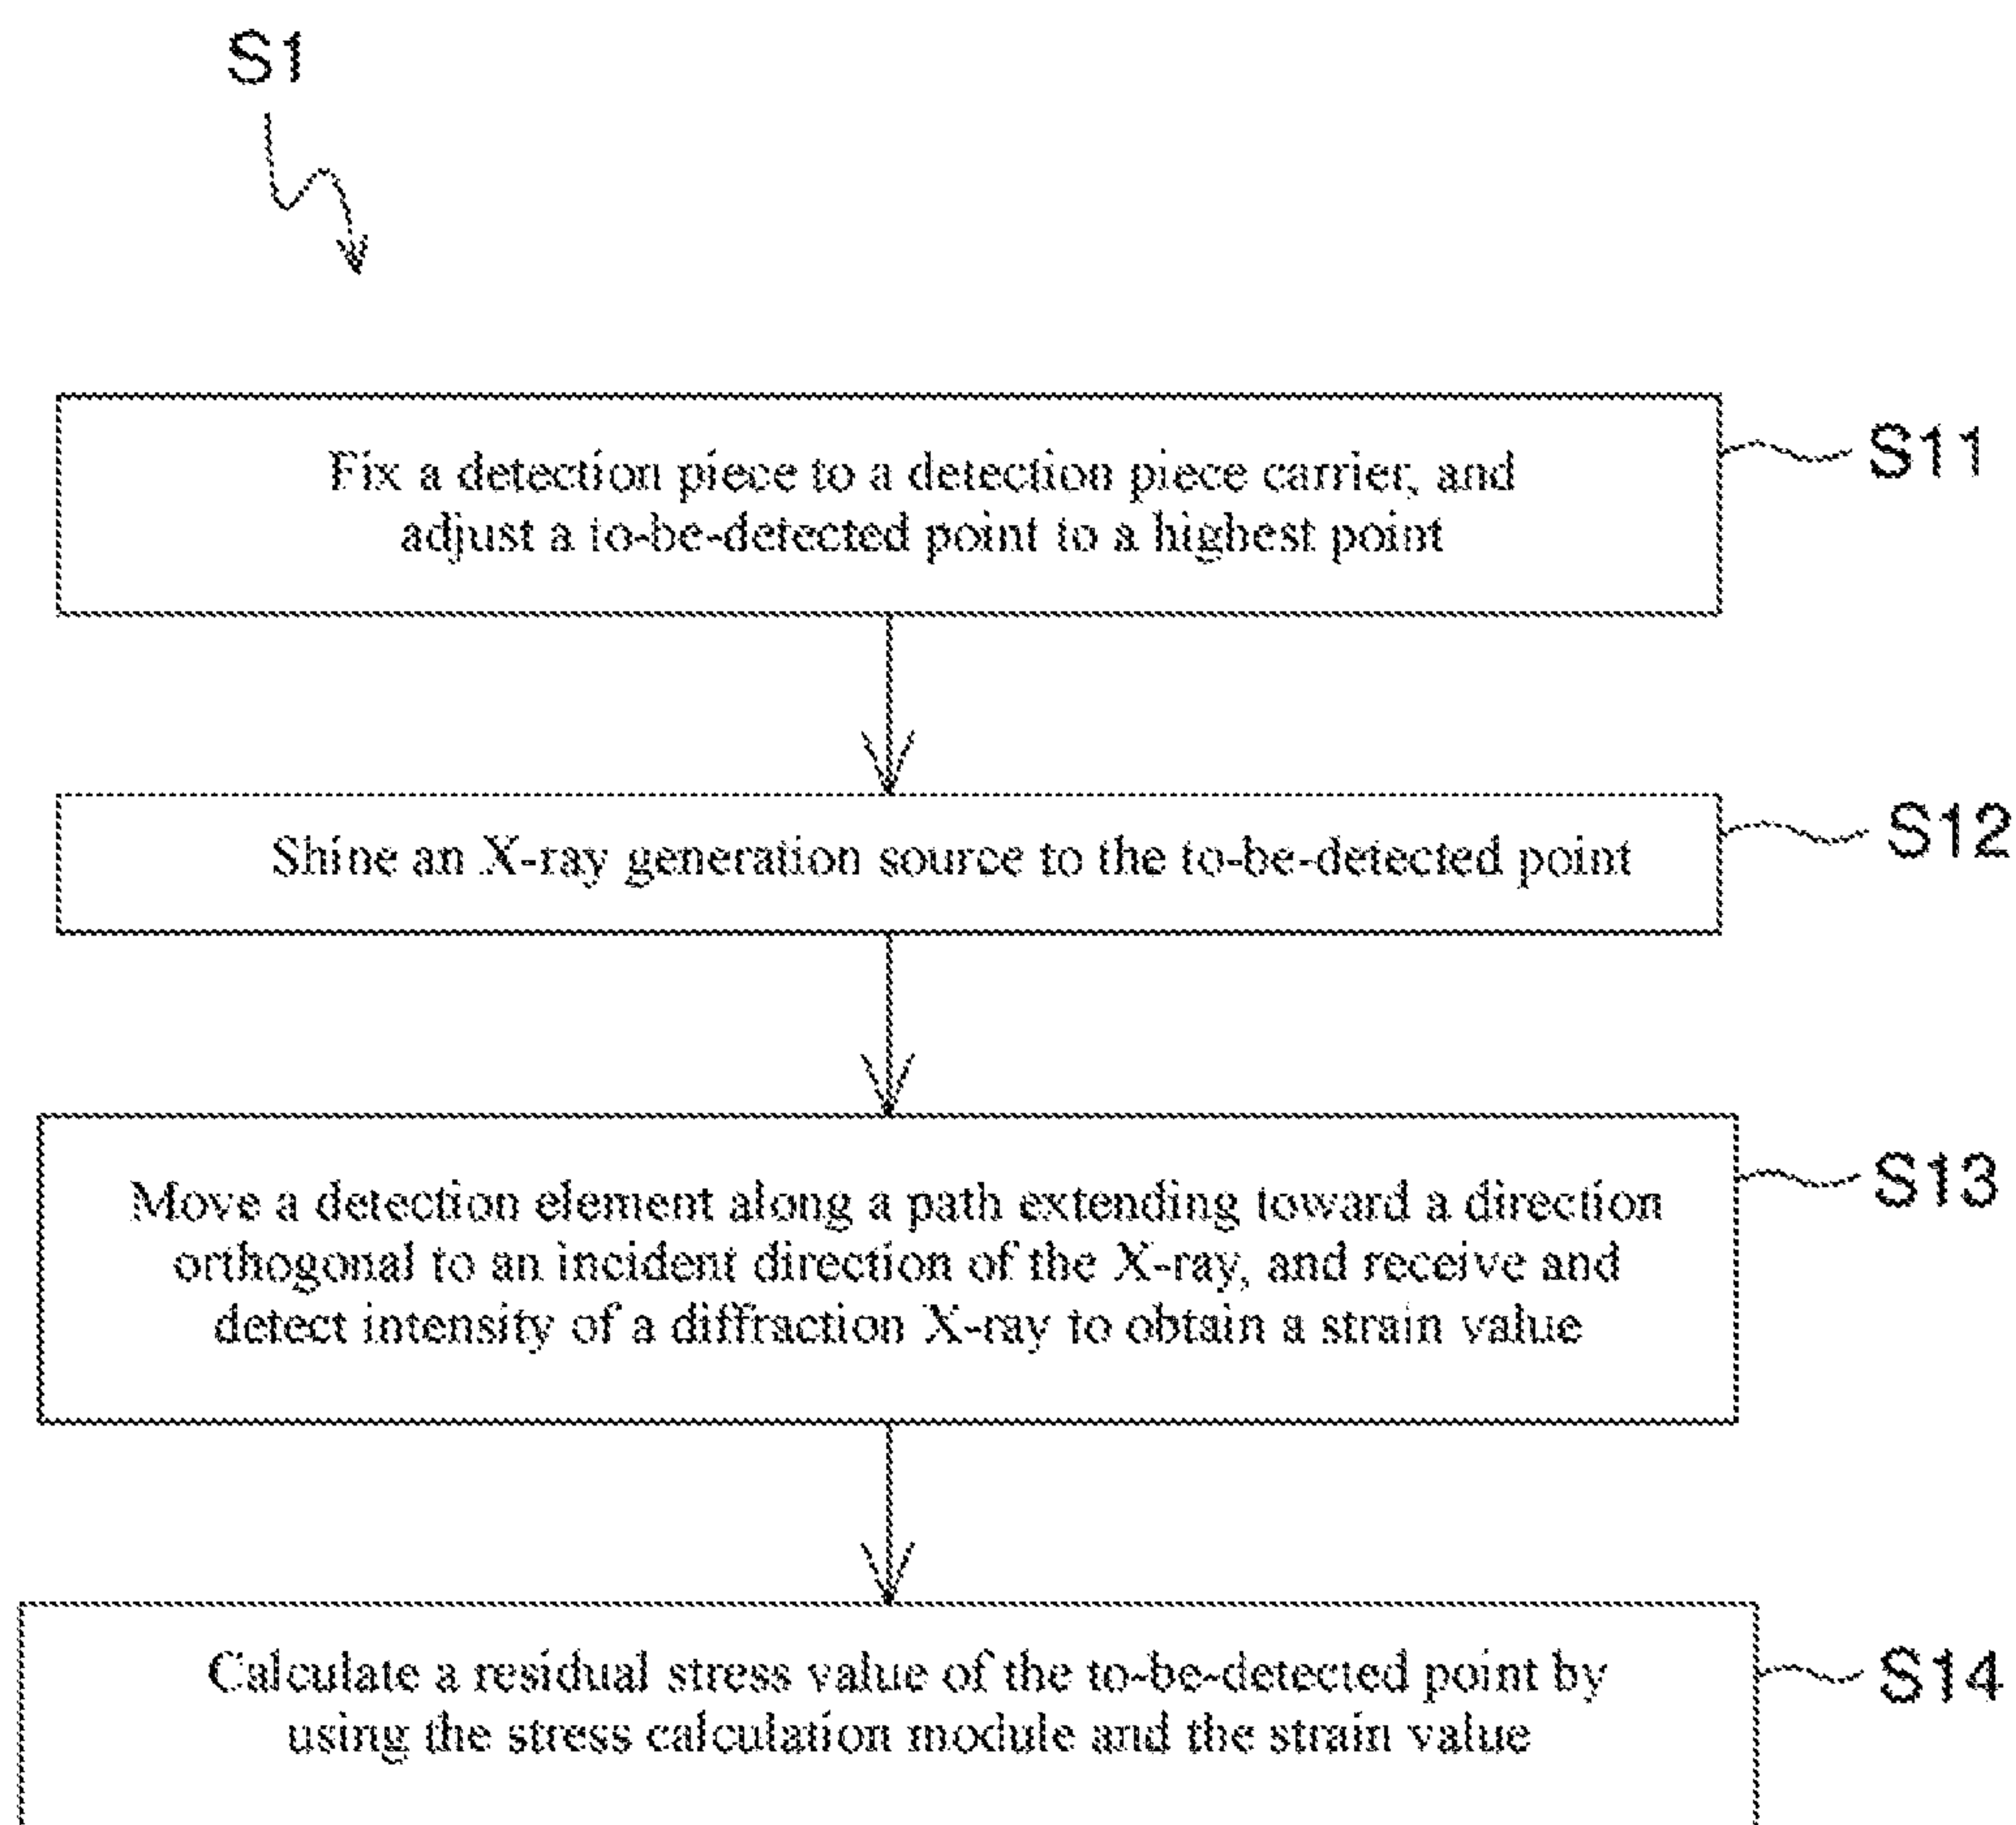 S1
Fix a detection piece to a detection piece carrier, and
adjust a to-be-detected point to a highest point
S11
Shine an X-ray generation source to the to-be-detected point
S12
Move a detection element along a path extending toward a direction
orthogonal to an incident direction of the X-ray, and receive and
detect intensity of a diffraction X-ray to obtain a strain value
S13
Calculate a residual stress value of the to-be-detected point by
using the stress calculation module and the strain value
S14